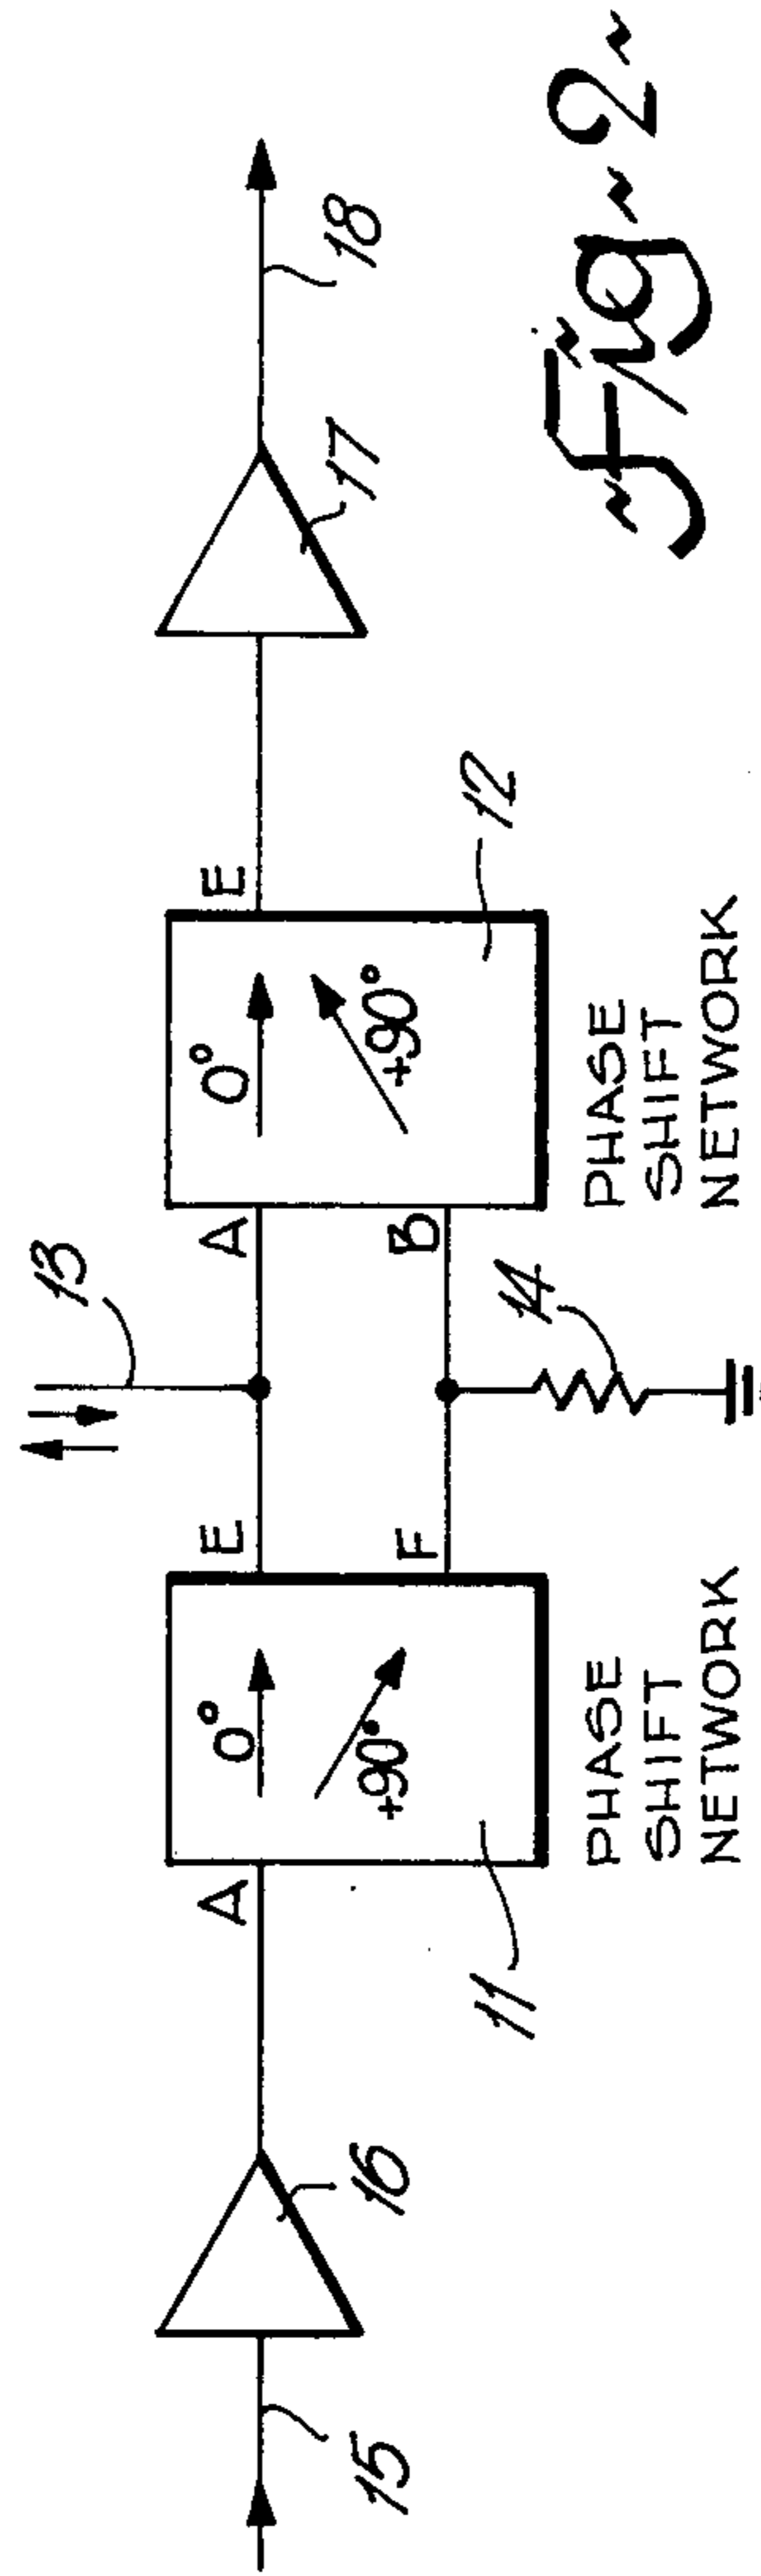 13
E
A
0°
0°
A
E
+90°
+90°
F
B
15
16
11
14
12
17
18
PHASE
SHIFT
NETWORK
PHASE
SHIFT
NETWORK
~Fig~2~